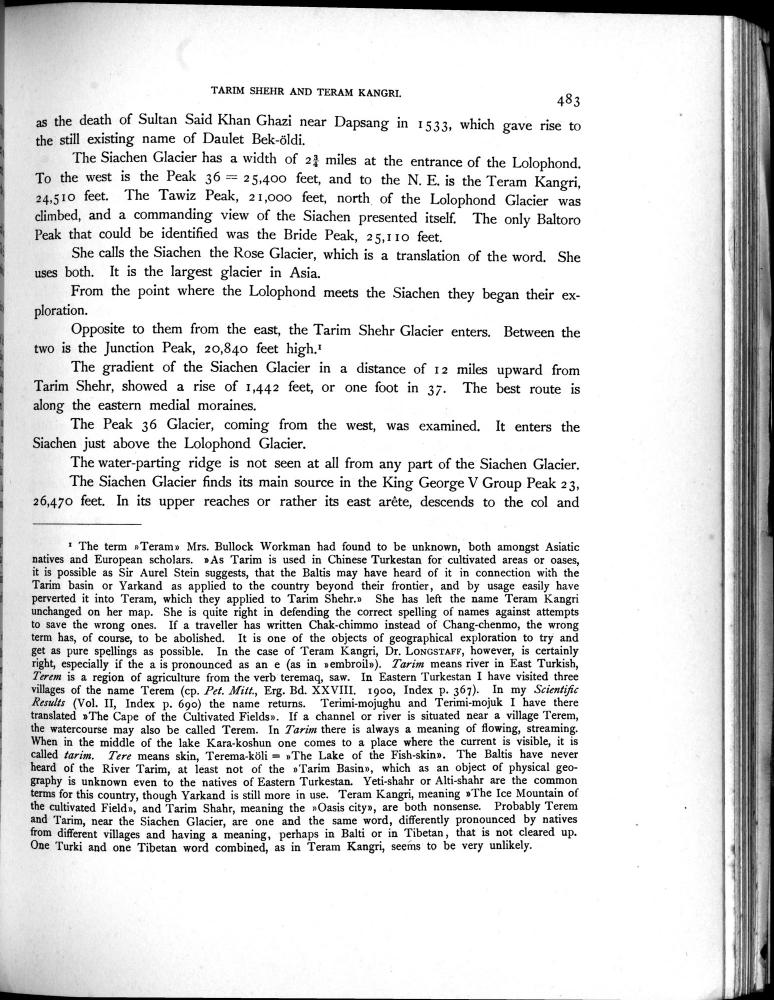 TARIM SHEHR AND TERAM KANGRI.
483
as the death of Sultan Said Khan Ghazi near Dapsang in 1533, which gave rise to
the still existing name of Daulet Bek-öldi.
The Siachen Glacier has a width of 2¾ miles at the entrance of the Lolophond.
To the west is the Peak 36 = 25,400 feet, and to the N. E. is the Teram Kangri,
24,510 feet. The Tawiz Peak, 21,000 feet, north of the Lolophond Glacier was
climbed, and a commanding view of the Siachen presented itself. The only Baltoro
Peak that could be identified was the Bride Peak, 25,110 feet.
She calls the Siachen the Rose Glacier, which is a translation of the word. She
uses both. It is the largest glacier in Asia.
From the point where the Lolophond meets the Siachen they began their ex-
ploration.
Opposite to them from the east, the Tarim Shehr Glacier enters. Between the
two is the Junction Peak, 20,840 feet high.¹
The gradient of the Siachen Glacier in a distance of 12 miles upward from
Tarim Shehr, showed a rise of 1,442 feet, or one foot in 37. The best route is
along the eastern medial moraines.
The Peak 36 Glacier, coming from the west, was examined. It enters the
Siachen just above the Lolophond Glacier.
The water-parting ridge is not seen at all from any part of the Siachen Glacier.
The Siachen Glacier finds its main source in the King George V Group Peak 23,
26,470 feet. In its upper reaches or rather its east arête, descends to the col and
¹ The term »Teram» Mrs. Bullock Workman had found to be unknown, both amongst Asiatic
natives and European scholars. »As Tarim is used in Chinese Turkestan for cultivated areas or oases,
it is possible as Sir Aurel Stein suggests, that the Baltis may have heard of it in connection with the
Tarim basin or Yarkand as applied to the country beyond their frontier, and by usage easily have
perverted it into Teram, which they applied to Tarim Shehr.» She has left the name Teram Kangri
unchanged on her map. She is quite right in defending the correct spelling of names against attempts
to save the wrong ones. If a traveller has written Chak-chimmo instead of Chang-chenmo, the wrong
term has, of course, to be abolished. It is one of the objects of geographical exploration to try and
get as pure spellings as possible. In the case of Teram Kangri, Dr. LONGSTAFF, however, is certainly
right, especially if the a is pronounced as an e (as in »embroil»). Tarim means river in East Turkish,
Terem is a region of agriculture from the verb teremaq, saw. In Eastern Turkestan I have visited three
villages of the name Terem (cp. Pet. Mitt., Erg. Bd. XXVIII. 1900, Index p. 367). In my Scientific
Results (Vol. II, Index p. 690) the name returns. Terimi-mojughu and Terimi-mojuk I have there
translated »The Cape of the Cultivated Fields». If a channel or river is situated near a village Terem,
the watercourse may also be called Terem. In Tarim there is always a meaning of flowing, streaming.
When in the middle of the lake Kara-koshun one comes to a place where the current is visible, it is
called tarim. Tere means skin, Terema-köli = »The Lake of the Fish-skin». The Baltis have never
heard of the River Tarim, at least not of the »Tarim Basin», which as an object of physical geo-
graphy is unknown even to the natives of Eastern Turkestan. Yeti-shahr or Alti-shahr are the common
terms for this country, though Yarkand is still more in use. Teram Kangri, meaning »The Ice Mountain of
the cultivated Field», and Tarim Shahr, meaning the »Oasis city», are both nonsense. Probably Terem
and Tarim, near the Siachen Glacier, are one and the same word, differently pronounced by natives
from different villages and having a meaning, perhaps in Balti or in Tibetan, that is not cleared up.
One Turki and one Tibetan word combined, as in Teram Kangri, seems to be very unlikely.